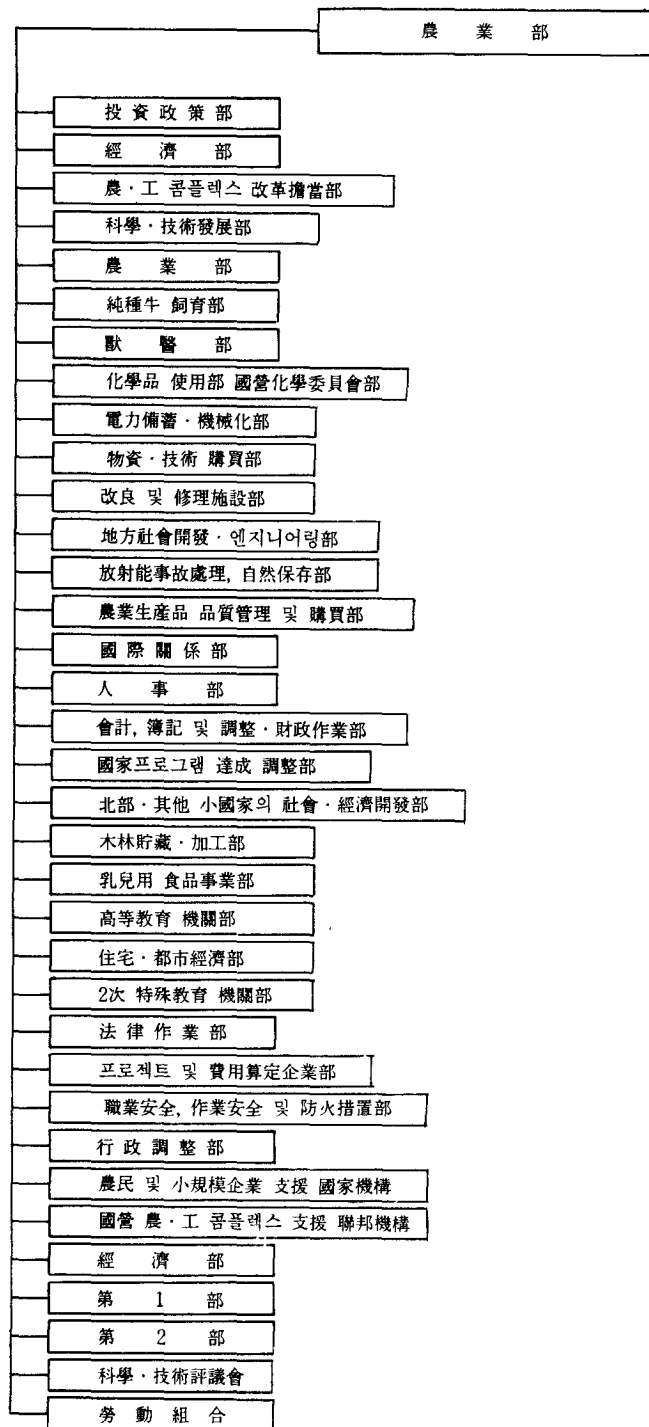 農業部
投資政策部
經濟部
農·工 콤플렉스 改革擔當部
科學·技術發展部
農業部
純種牛 飼育部
獸醫部
化學品 使用部 國營化學委員會部
電力備蓄·機械化部
物資·技術 購買部
改良 및 修理施設部
地方社會開發·엔지니어링部
放射能事故處理, 自然保存部
農業生産品 品質管理 및 購買部
國際關係部
人事部
會計, 簿記 및 調整·財政作業部
國家프로그램 達成 調整部
北部·其他 小國家의 社會·經濟開發部
木林貯藏·加工部
乳兒用 食品事業部
高等教育 機關部
住宅·都市經濟部
2次 特殊教育 機關部
法律作業部
프로젝트 및 費用算定企業部
職業安全, 作業安全 및 防火措置部
行政調整部
農民 및 小規模企業 支援 國家機構
國營 農·工 콤플렉스 支援 聯邦機構
經濟部
第1部
第2部
科學·技術評議會
勞動組合